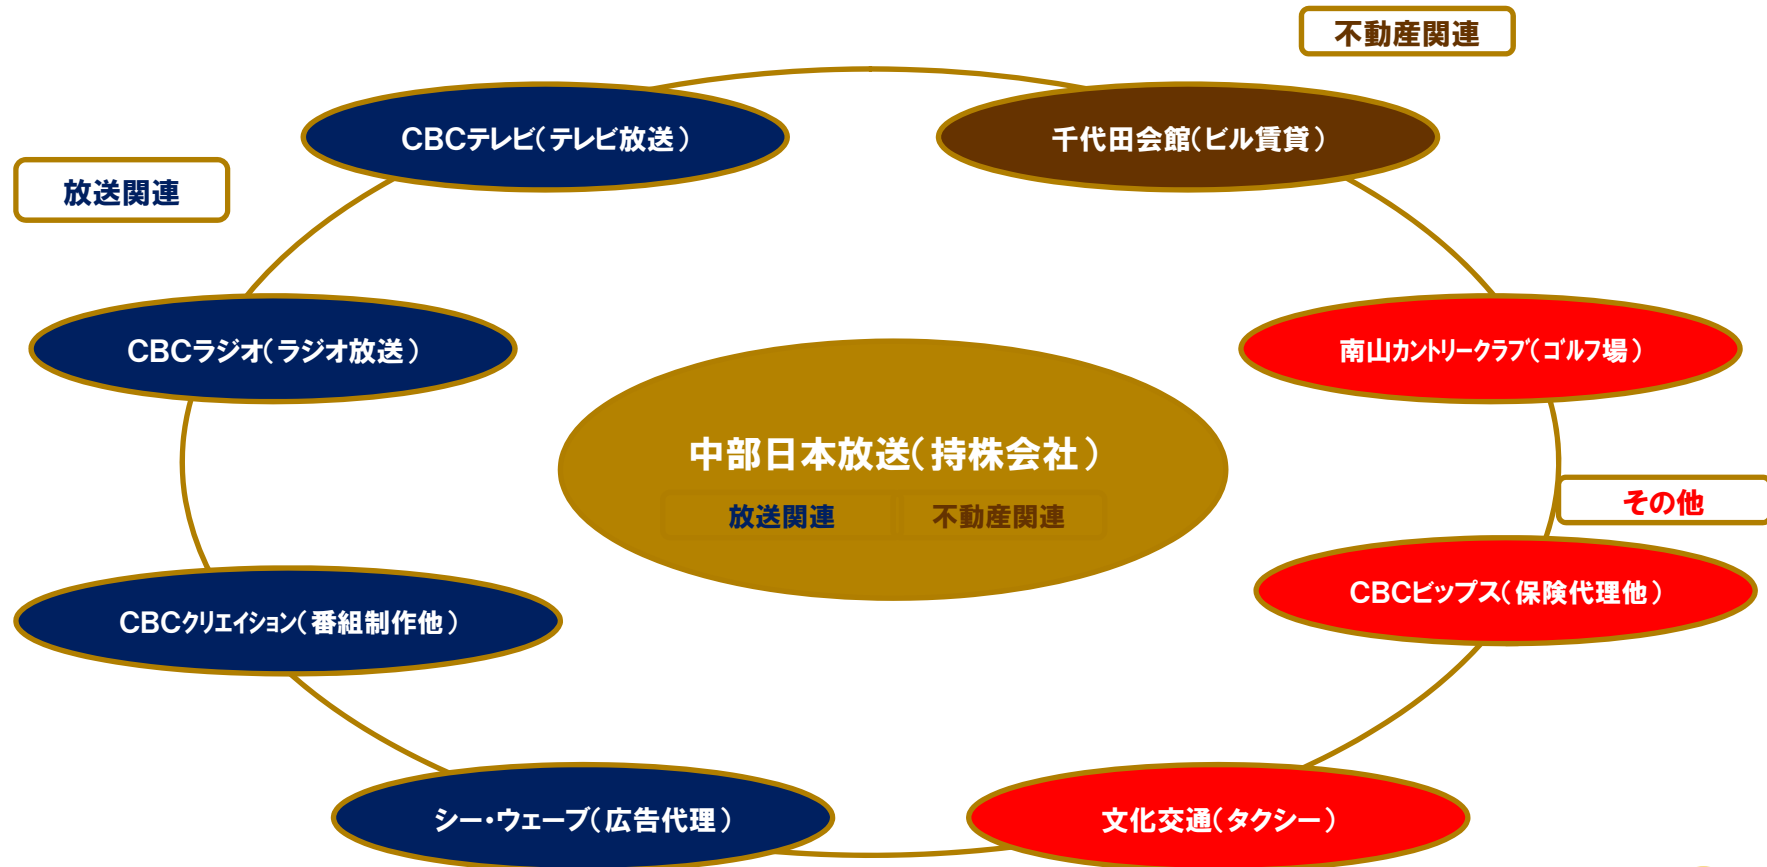 不動産関連
CBCテレビ(テレビ放送)
千代田会館(ビル賃貸)
放送関連
CBCラジオ(ラジオ放送)
南山カントリークラブ(ゴルフ場)
中部日本放送(持株会社)
放送関連
不動産関連
その他
CBCビップス(保険代理他)
CBCクリエイション(番組制作他)
シー・ウェーブ(広告代理)
文化交通(タクシー)